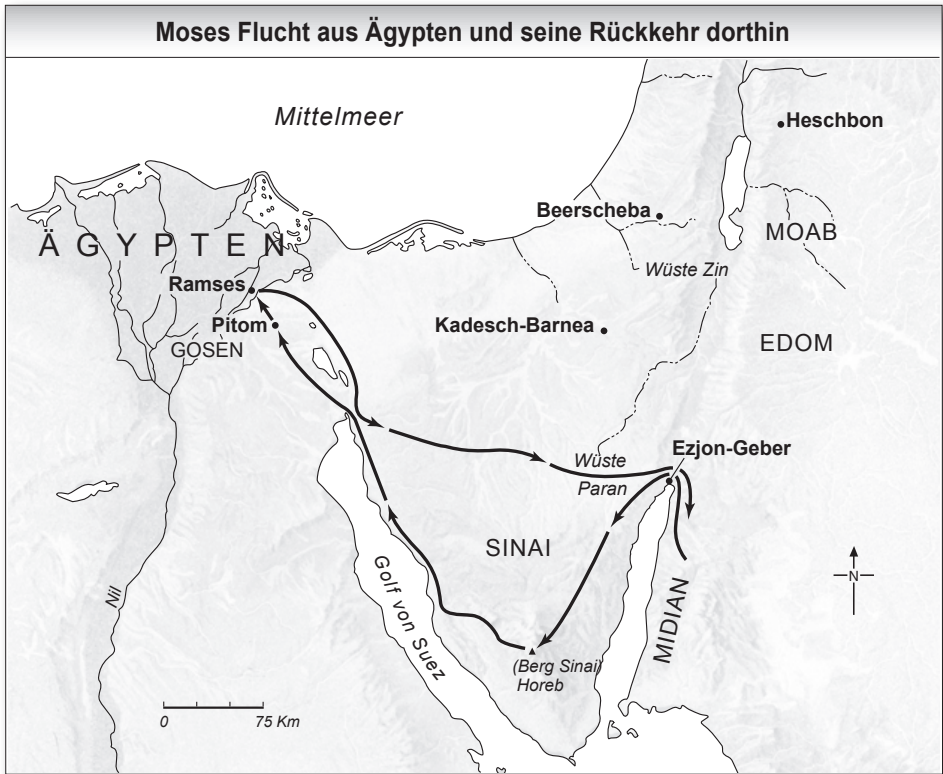 Moses Flucht aus Ägypten und seine Rückkehr dorthin
Mittelmeer
Heschbon
Beerscheba
ÄGYPTEN
MOAB
Wüste Zin
Ramses
Pitom
Kadesch-Barnea
GOSEN
EDOM
Ezjon-Geber
Wüste
Paran
SINAI
Golf von Suez
N
Nil
MIDIAN
(Berg Sinai)
Horeb
0 75 Km